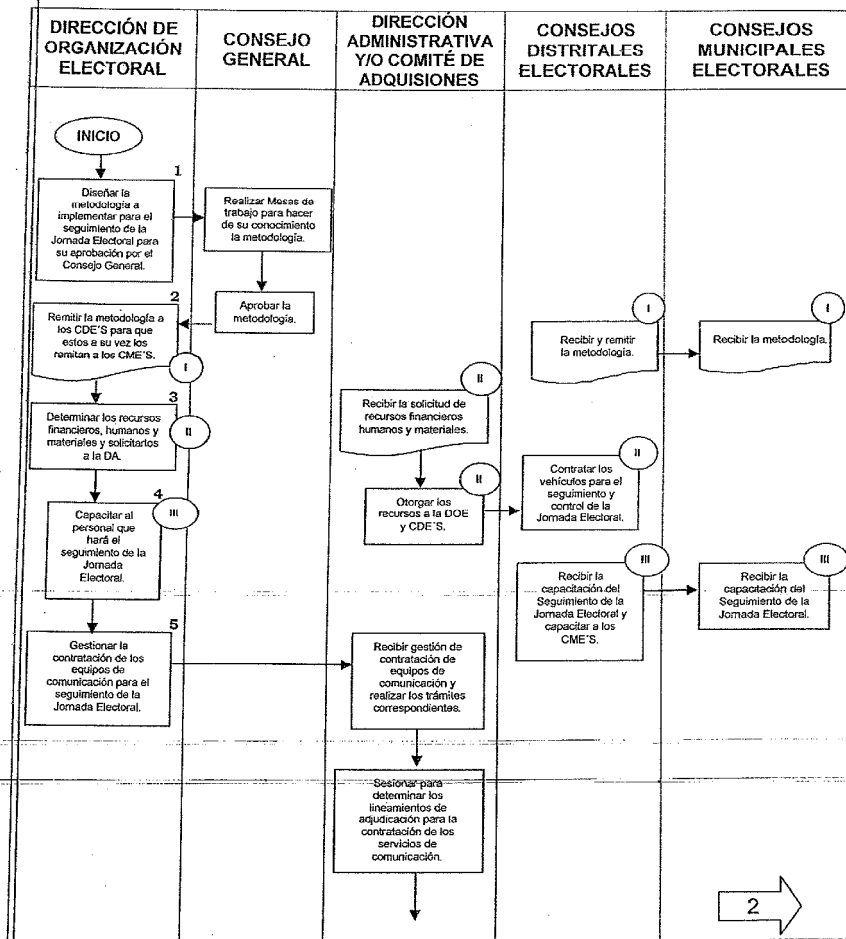 DIRECCIÓN DE
ORGANIZACIÓN
ELECTORAL
CONSEJO
GENERAL
DIRECCIÓN
ADMINISTRATIVA
Y/O COMITÉ DE
ADQUISIONES
CONSEJOS
DISTRITALES
ELECTORALES
CONSEJOS
MUNICIPALES
ELECTORALES
INICIO
1
Diseñar la
metodología a
implementar para el
seguimiento de la
Jornada Electoral para
su aprobación por el
Consejo General.
Realizar Mesas de
trabajo para hacer
de su conocimiento
la metodología.
Aprobar la
metodología.
2
Remitir la metodología a
los CDE'S para que
estos a su vez los
remitan a los CME'S.
I
I
Recibir y remitir
la metodología.
I
Recibir la metodología.
3
Determinar los recursos
financieros, humanos y
materiales y solicitarlos
a la DA.
II
II
Recibir la solicitud de
recursos financieros
humanos y materiales.
II
Otorgar los
recursos a la DOE
y CDE'S.
II
Contratar los
vehículos para el
seguimiento y
control de la
Jornada Electoral.
4
III
Capacitar al
personal que
hará el
seguimiento de la
Jornada
Electoral.
III
Recibir la
capacitación del
Seguimiento de la
Jornada Electoral y
capacitar a los
CME'S.
III
Recibir la
capacitación del
Seguimiento de la
Jornada Electoral.
5
Gestionar la
contratación de los
equipos de
comunicación para el
seguimiento de la
Jornada Electoral.
Recibir gestión de
contratación de
equipos de
comunicación y
realizar los trámites
correspondientes.
Sesionar para
determinar los
lineamientos de
adjudicación para la
contratación de los
servicios de
comunicación.
2